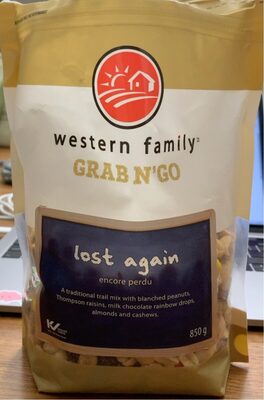 western family
GRAB N'GO
lost again
encore perdu
A traditional trail mix with blanched peanuts,
Thompson raisins, milk chocolate rainbow drops,
almonds and cashews.
850 g